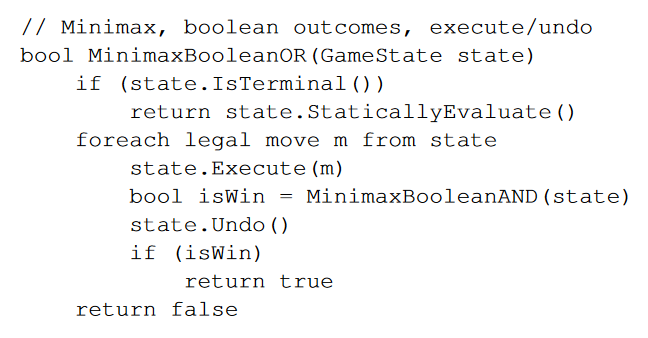 // Minimax, boolean outcomes, execute/undo
bool MinimaxBooleanOR(GameState state)
    if (state.IsTerminal())
        return state.StaticallyEvaluate()
    foreach legal move m from state
        state.Execute(m)
        bool isWin = MinimaxBooleanAND(state)
        state.Undo()
        if (isWin)
            return true
    return false